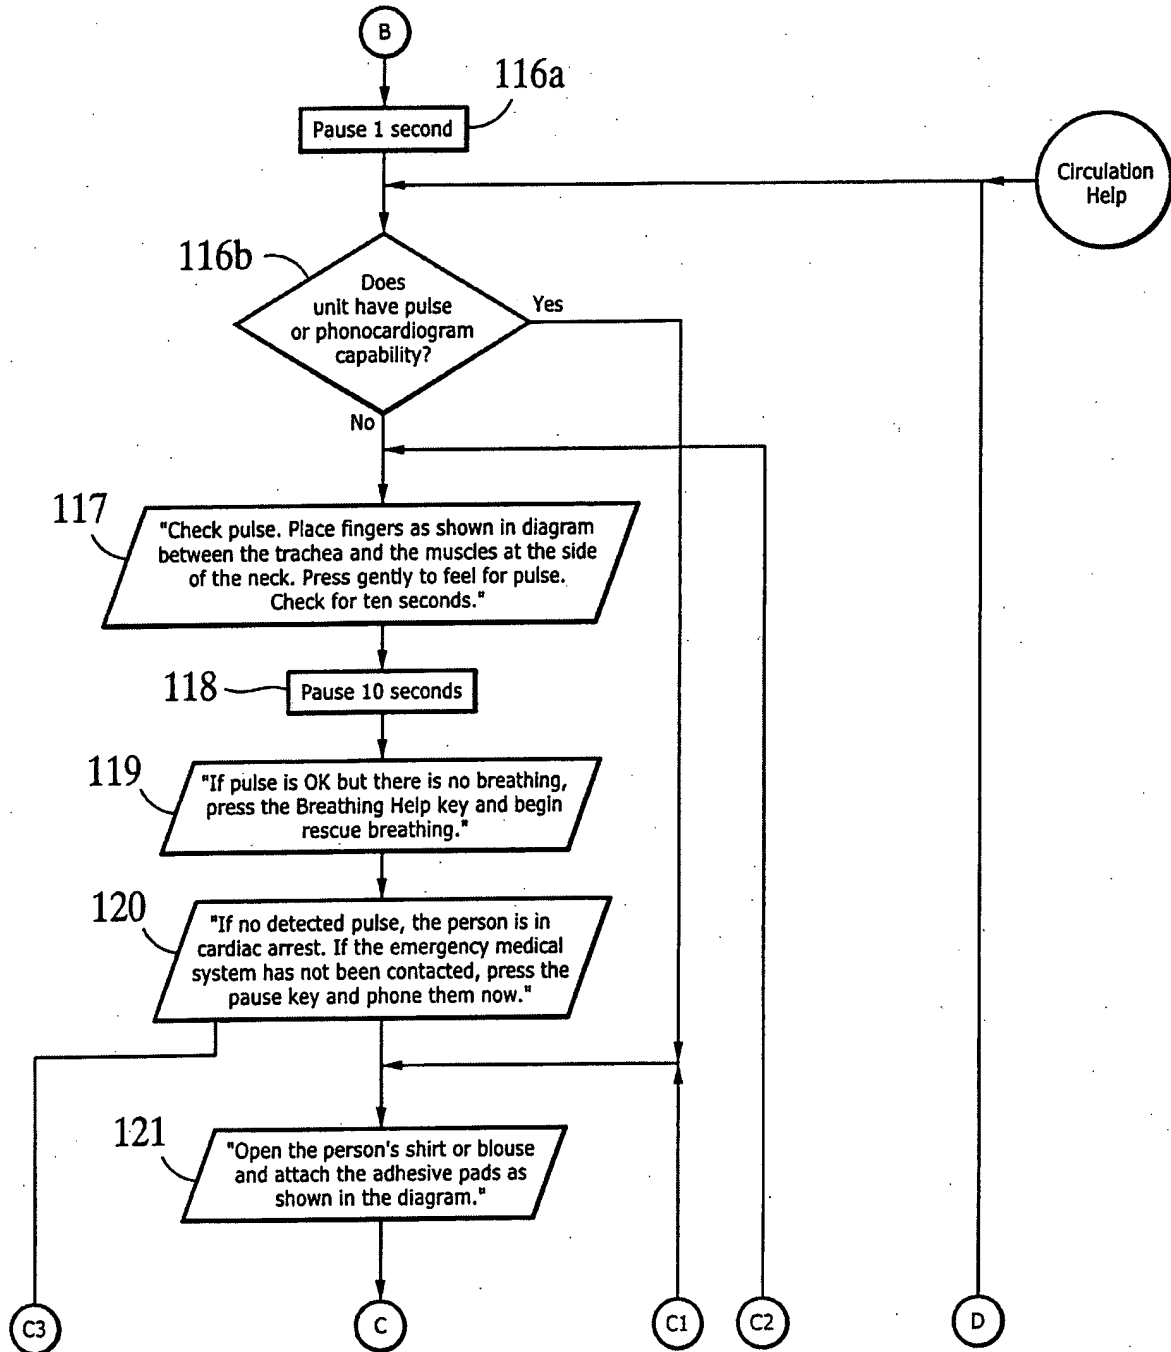 B
116a
Pause 1 second
Circulation
Help
116b
Does
unit have pulse
or phonocardiogram
capability?
Yes
No
117
"Check pulse. Place fingers as shown in diagram
between the trachea and the muscles at the side
of the neck. Press gently to feel for pulse.
Check for ten seconds."
118
Pause 10 seconds
119
"If pulse is OK but there is no breathing,
press the Breathing Help key and begin
rescue breathing."
120
"If no detected pulse, the person is in
cardiac arrest. If the emergency medical
system has not been contacted, press the
pause key and phone them now."
121
"Open the person's shirt or blouse
and attach the adhesive pads as
shown in the diagram."
C3
C
C1
C2
D